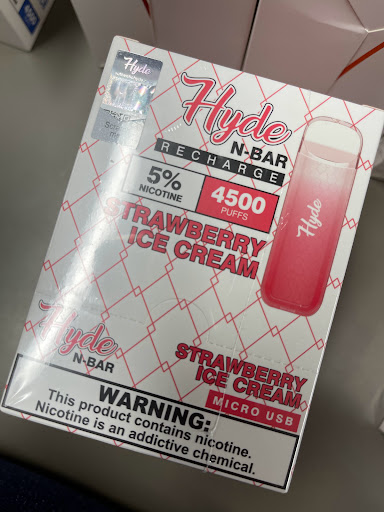 Hyde
Hyde
N-BAR
RECHARGE
5%
NICOTINE
4500
PUFFS
STRAWBERRY
ICE CREAM
Hyde
Hyde
N-BAR
STRAWBERRY
ICE CREAM
MICRO USB
WARNING:
This product contains nicotine.
Nicotine is an addictive chemical.